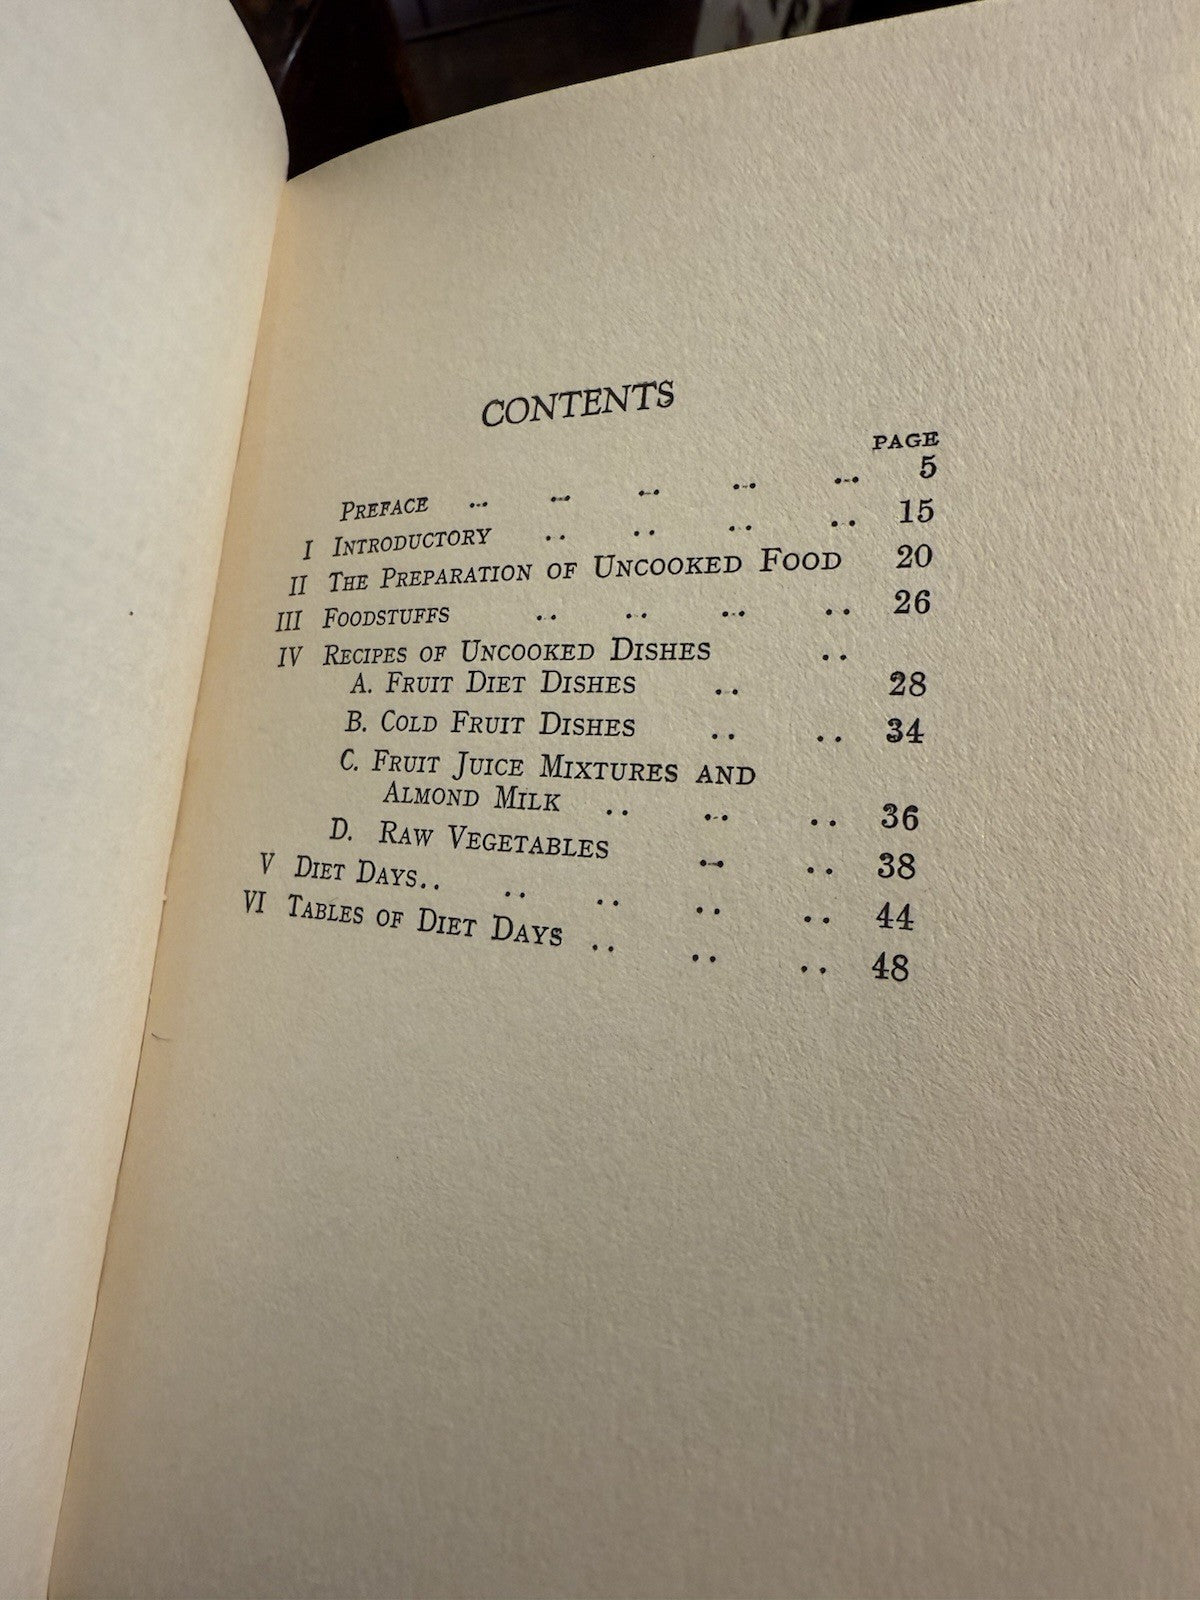 CONTENTS
PAGE
PREFACE .. .. .. .. .. 5
I INTRODUCTORY .. .. .. .. 15
II THE PREPARATION OF UNCOOKED FOOD 20
III FOODSTUFFS .. .. .. .. 26
IV RECIPES OF UNCOOKED DISHES ..
A. FRUIT DIET DISHES .. 28
B. COLD FRUIT DISHES .. .. 34
C. FRUIT JUICE MIXTURES AND
ALMOND MILK .. .. .. 36
D. RAW VEGETABLES .. .. 38
V DIET DAYS.. .. .. .. .. 44
VI TABLES OF DIET DAYS .. .. .. 48